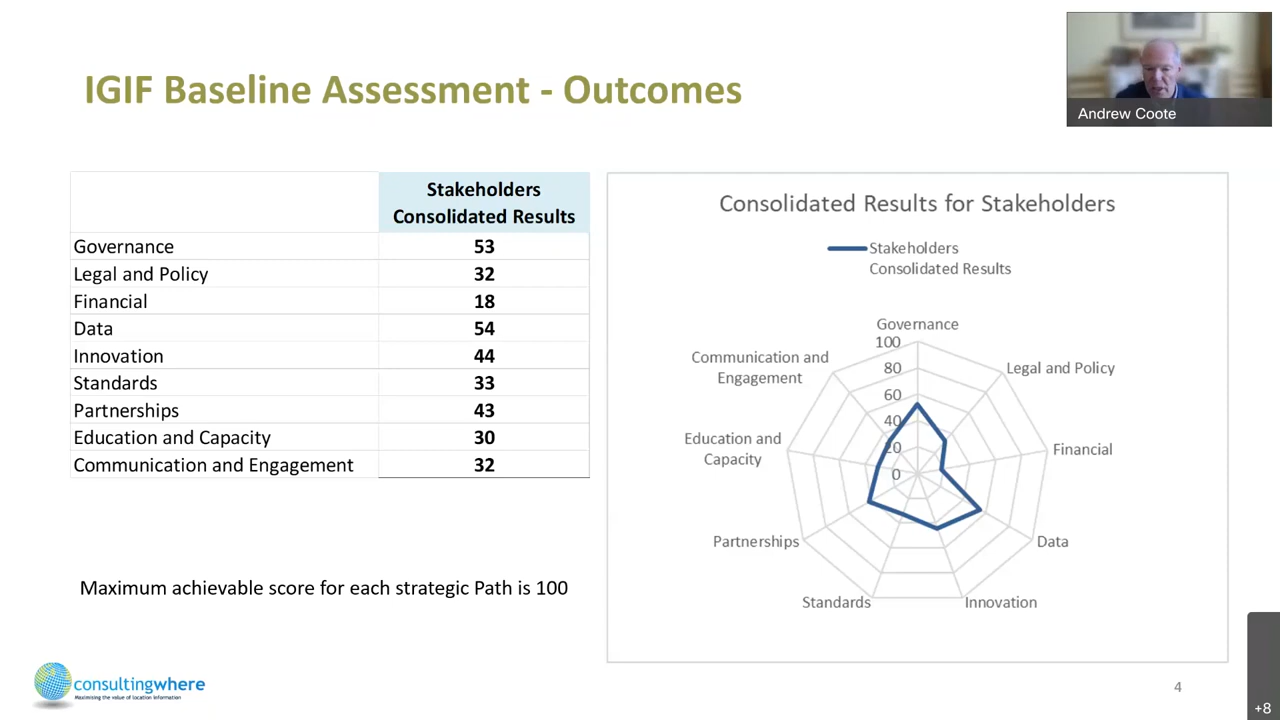 IGIF Baseline Assessment - Outcomes
Andrew Coote
Stakeholders
Consolidated Results
Governance 53
Legal and Policy 32
Financial 18
Data 54
Innovation 44
Standards 33
Partnerships 43
Education and Capacity 30
Communication and Engagement 32
Maximum achievable score for each strategic Path is 100
Consolidated Results for Stakeholders
Stakeholders
Consolidated Results
Governance
100
80
60
40
20
0
Legal and Policy
Financial
Data
Innovation
Standards
Partnerships
Education and
Capacity
Communication and
Engagement
consultingwhere
Maximising the value of location information
4
+8